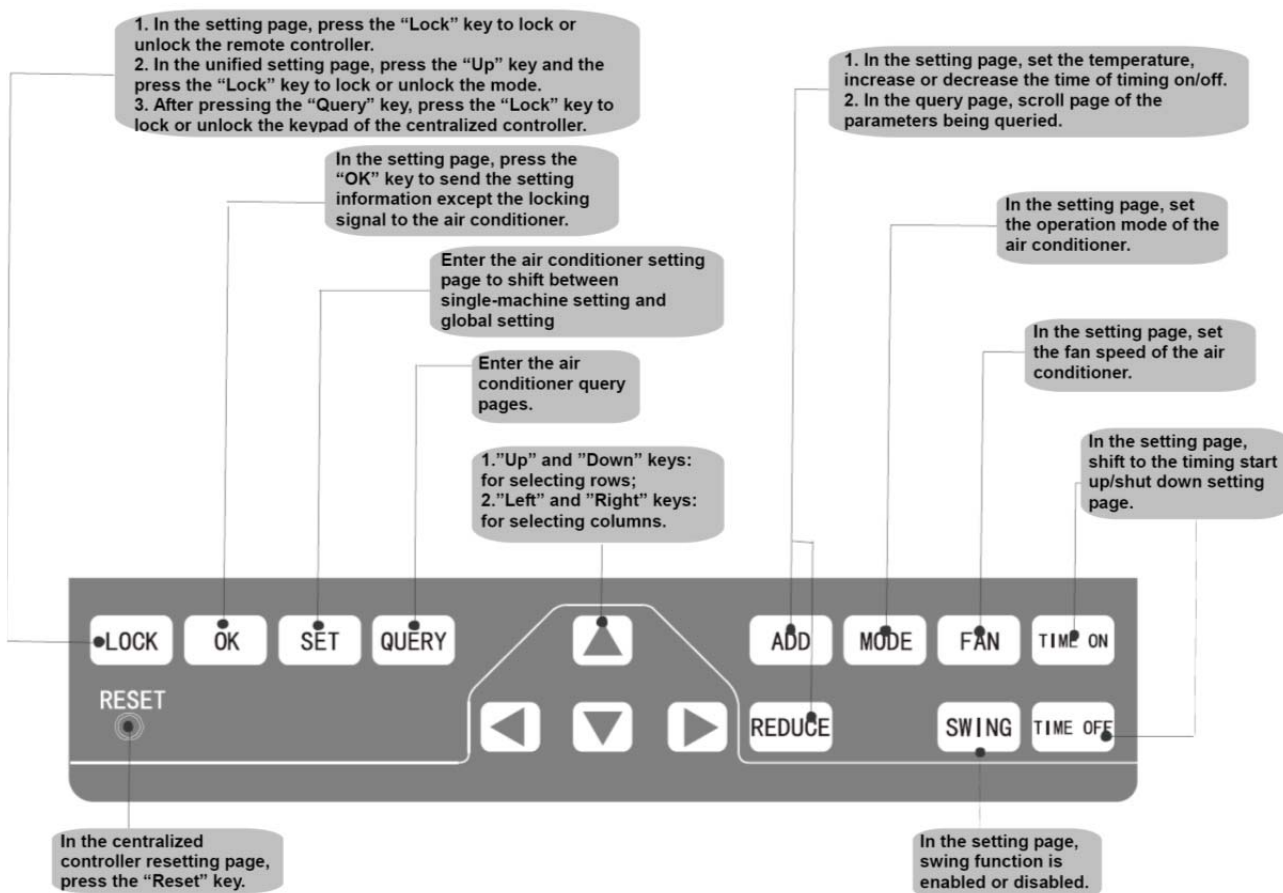 1. In the setting page, press the “Lock” key to lock or
unlock the remote controller.
2. In the unified setting page, press the “Up” key and the
press the “Lock” key to lock or unlock the mode.
3. After pressing the “Query” key, press the “Lock” key to
lock or unlock the keypad of the centralized controller.
1. In the setting page, set the temperature,
increase or decrease the time of timing on/off.
2. In the query page, scroll page of the
parameters being queried.
In the setting page, press the
“OK” key to send the setting
information except the locking
signal to the air conditioner.
In the setting page, set
the operation mode of the
air conditioner.
Enter the air conditioner setting
page to shift between
single-machine setting and
global setting
In the setting page, set
the fan speed of the air
conditioner.
Enter the air
conditioner query
pages.
In the setting page,
shift to the timing start
up/shut down setting
page.
1.”Up” and ”Down” keys:
for selecting rows;
2.”Left” and ”Right” keys:
for selecting columns.
LOCK
OK
SET
QUERY
ADD
MODE
FAN
TIME ON
RESET
REDUCE
SWING
TIME OFF
In the centralized
controller resetting page,
press the “Reset” key.
In the setting page,
swing function is
enabled or disabled.